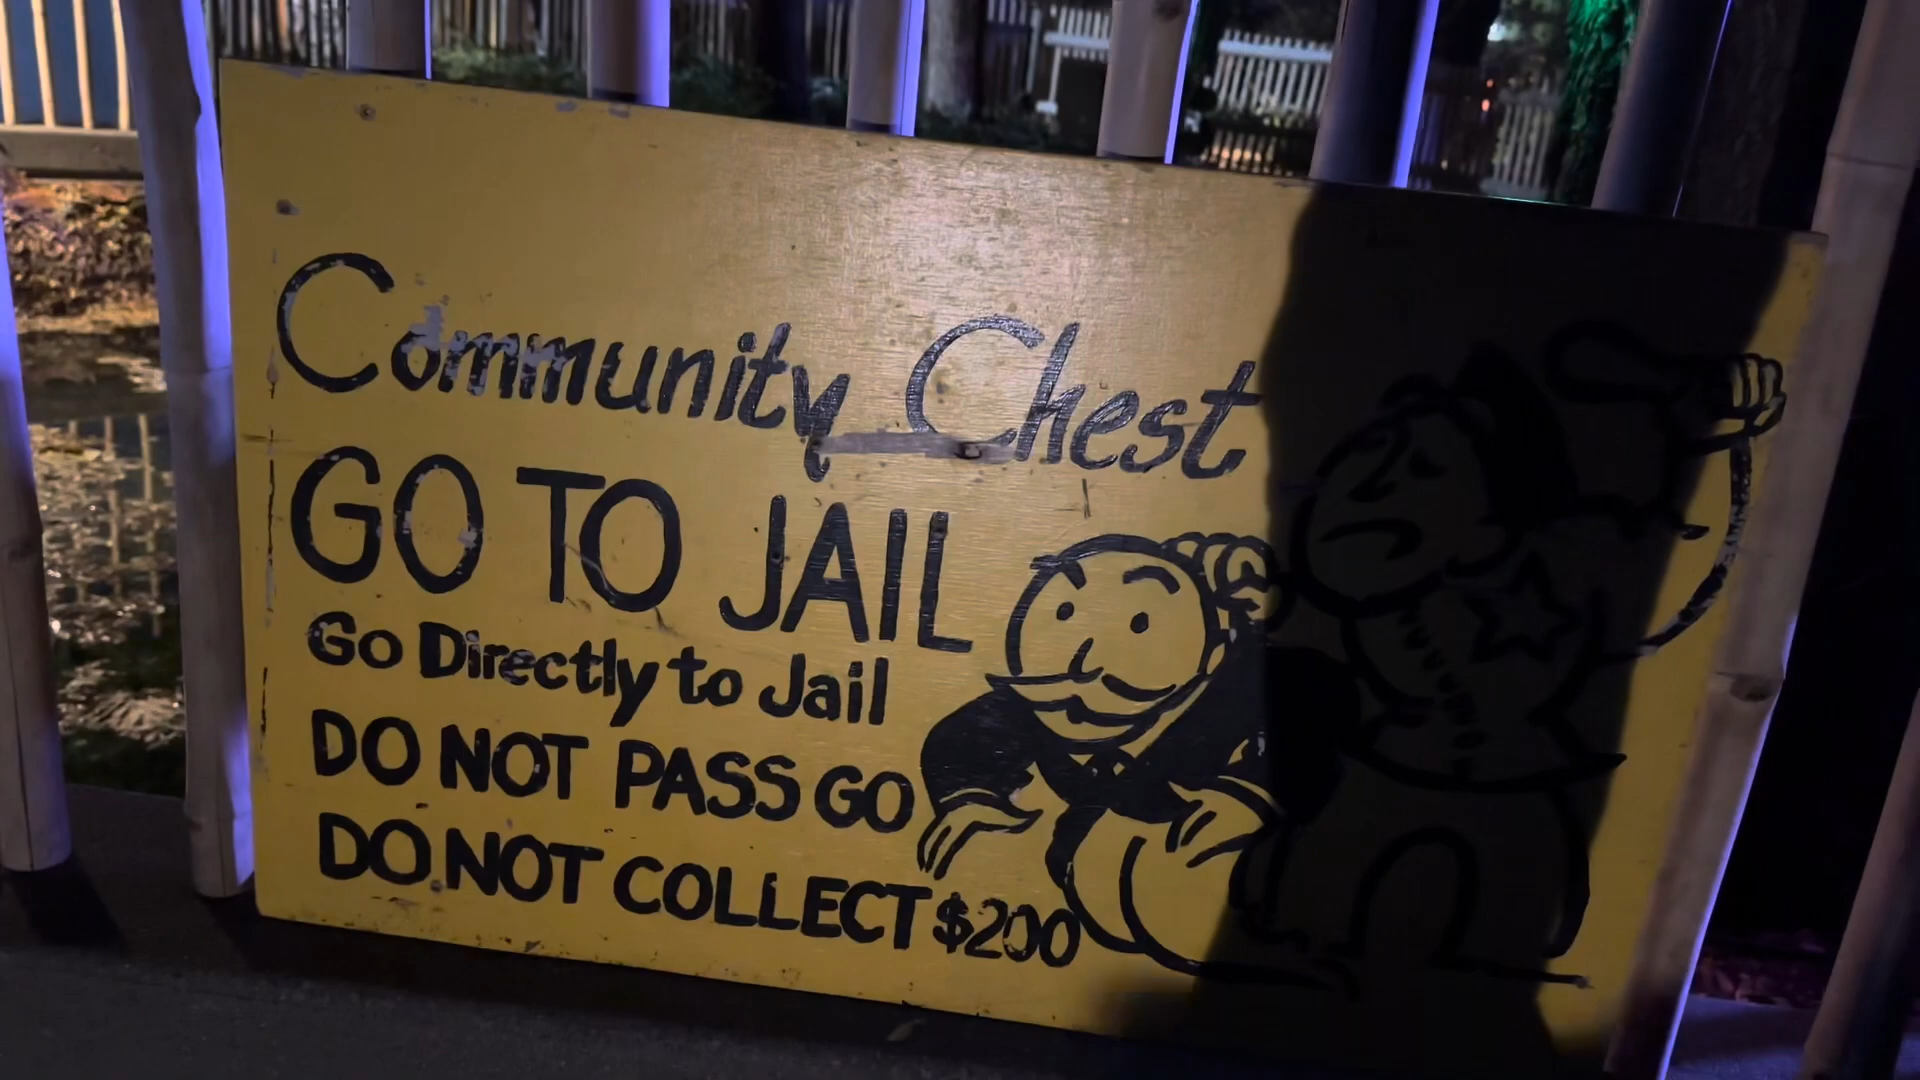 Community Chest
GO TO JAIL
Go Directly to Jail
DO NOT PASS GO
DO NOT COLLECT $200